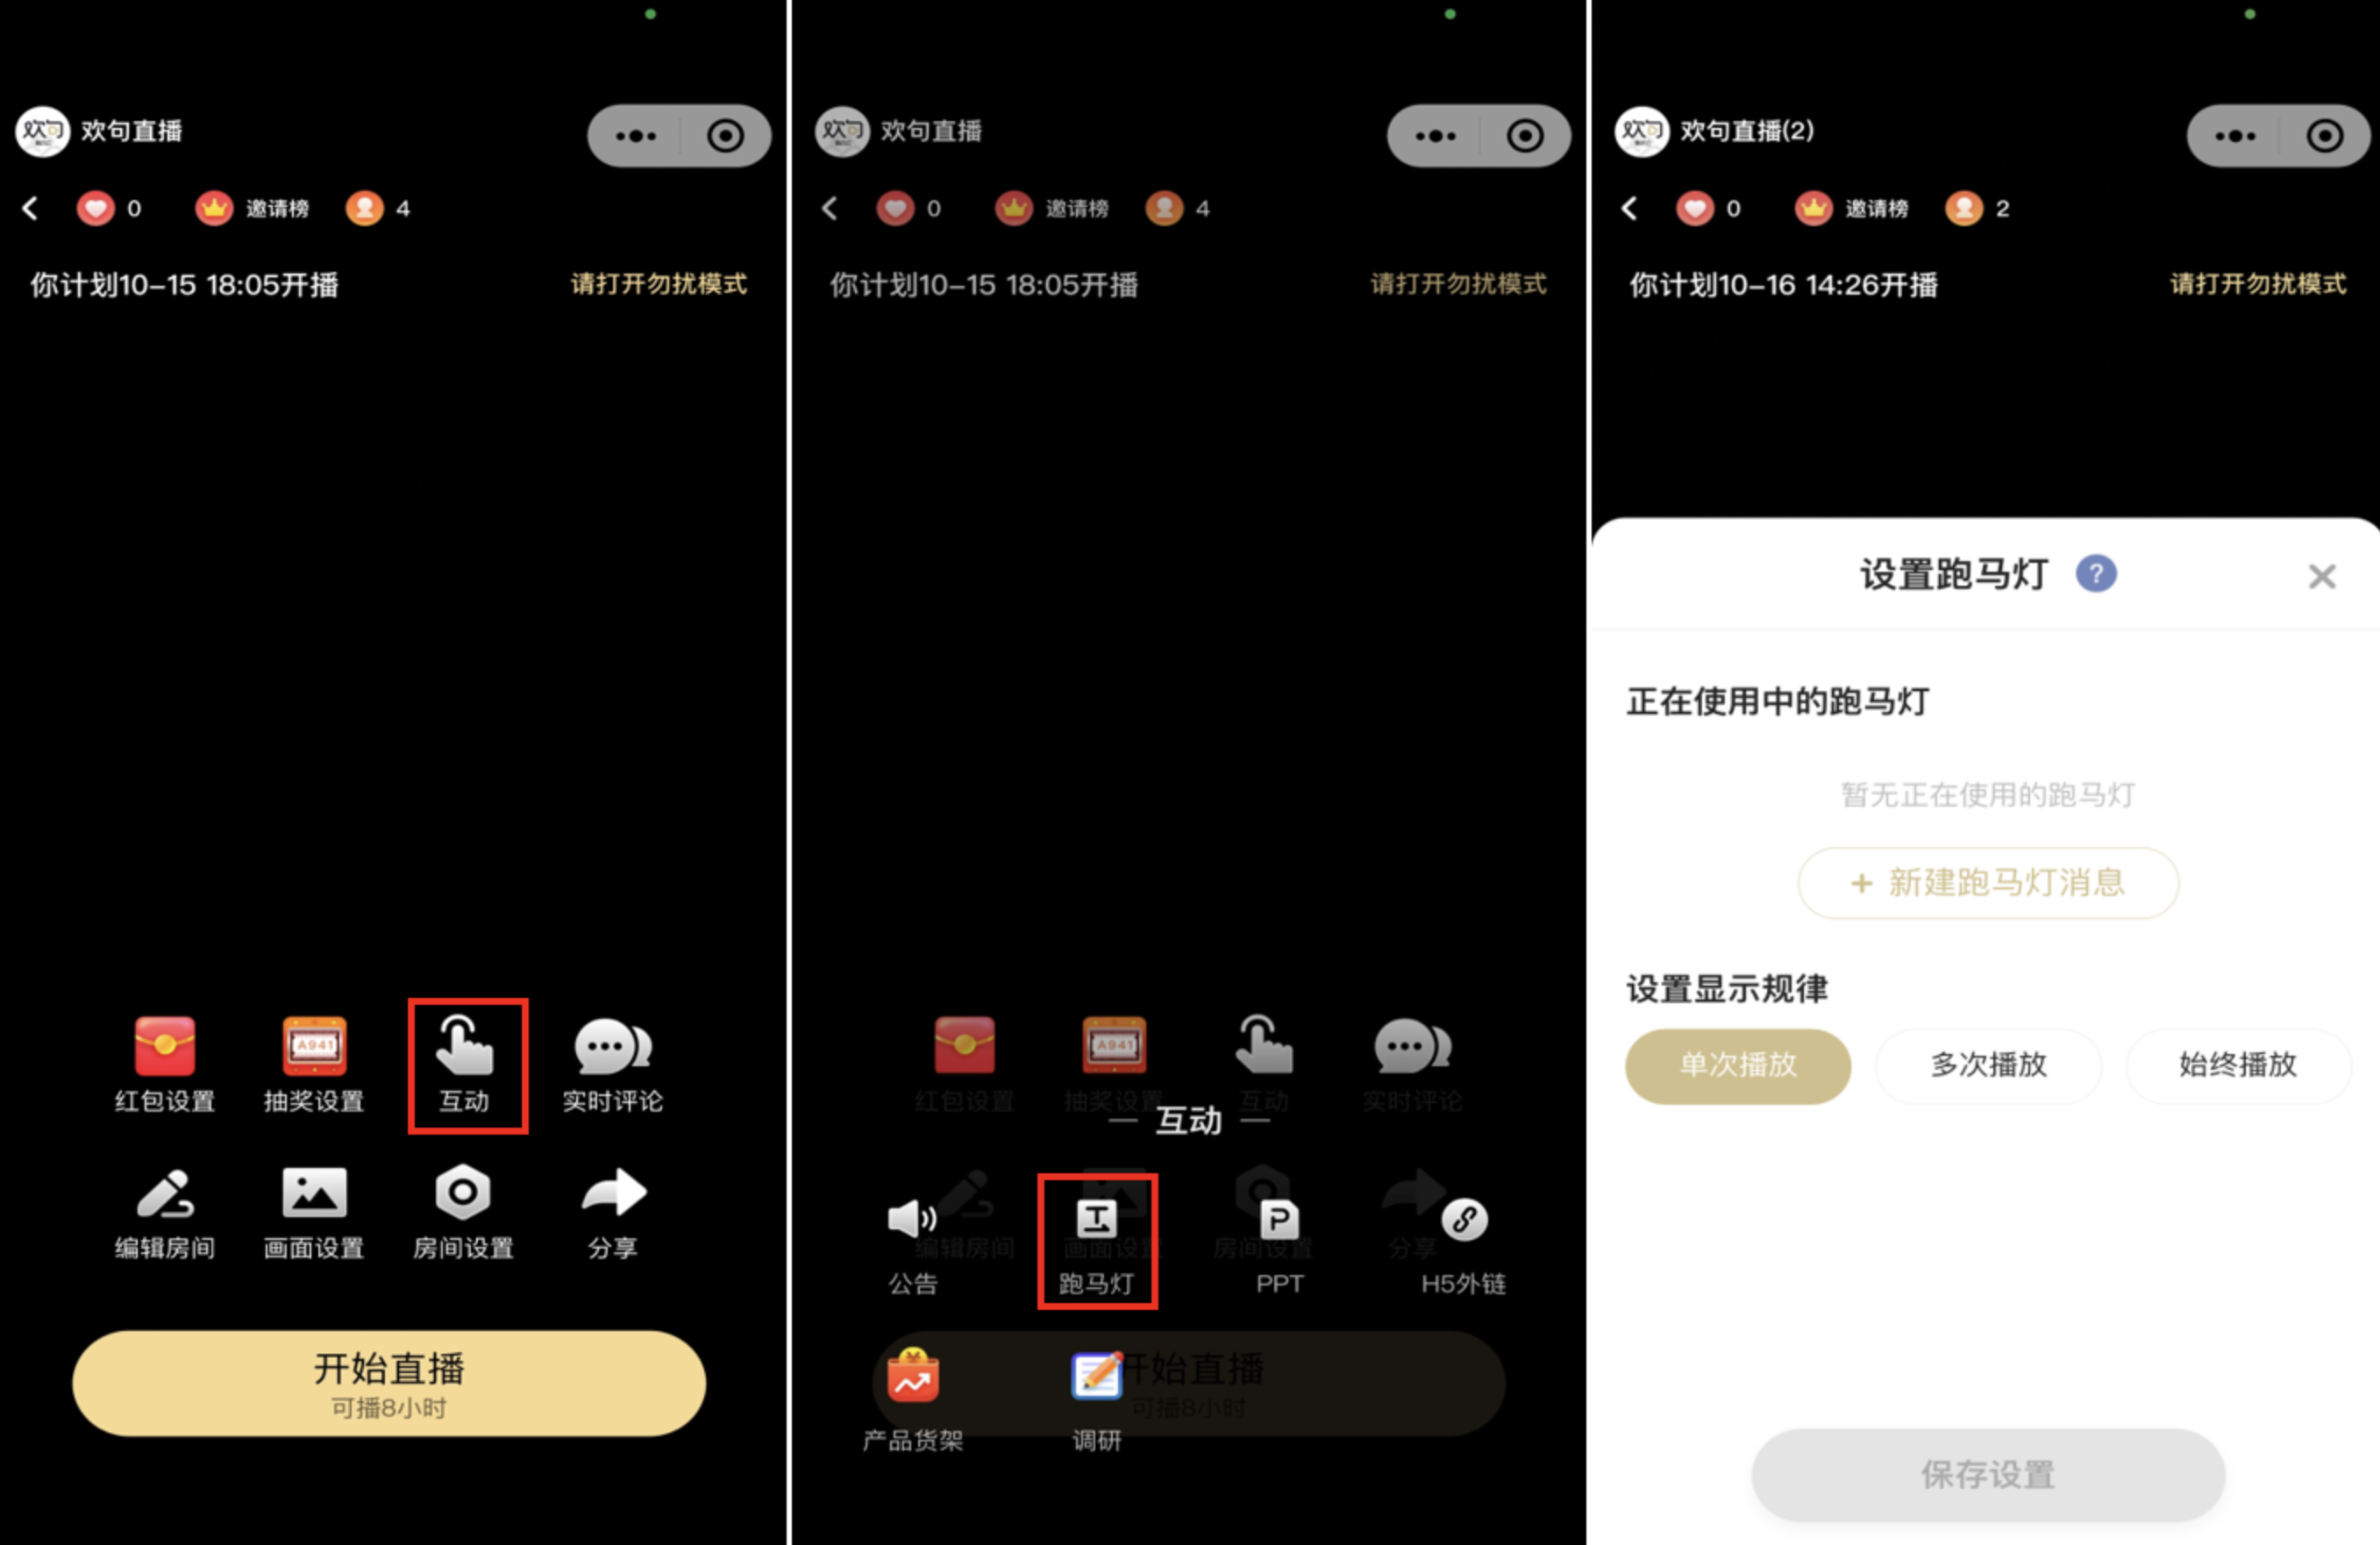 欢句直播
0
邀请榜
4
你计划10-15 18:05开播
请打开勿扰模式
红包设置
A941
抽奖设置
互动
实时评论
编辑房间
画面设置
房间设置
分享
开始直播
可播8小时
欢句直播
0
邀请榜
4
你计划10-15 18:05开播
请打开勿扰模式
A941
红包设置
抽奖设置
互动
实时评论
互动
编辑房间
画面设置
房间设置
分享
公告
跑马灯
PPT
H5外链
开始直播
可播8小时
产品货架
调研
欢句直播(2)
0
邀请榜
2
你计划10-16 14:26开播
请打开勿扰模式
设置跑马灯 ?
正在使用中的跑马灯
暂无正在使用的跑马灯
+ 新建跑马灯消息
设置显示规律
单次播放
多次播放
始终播放
保存设置